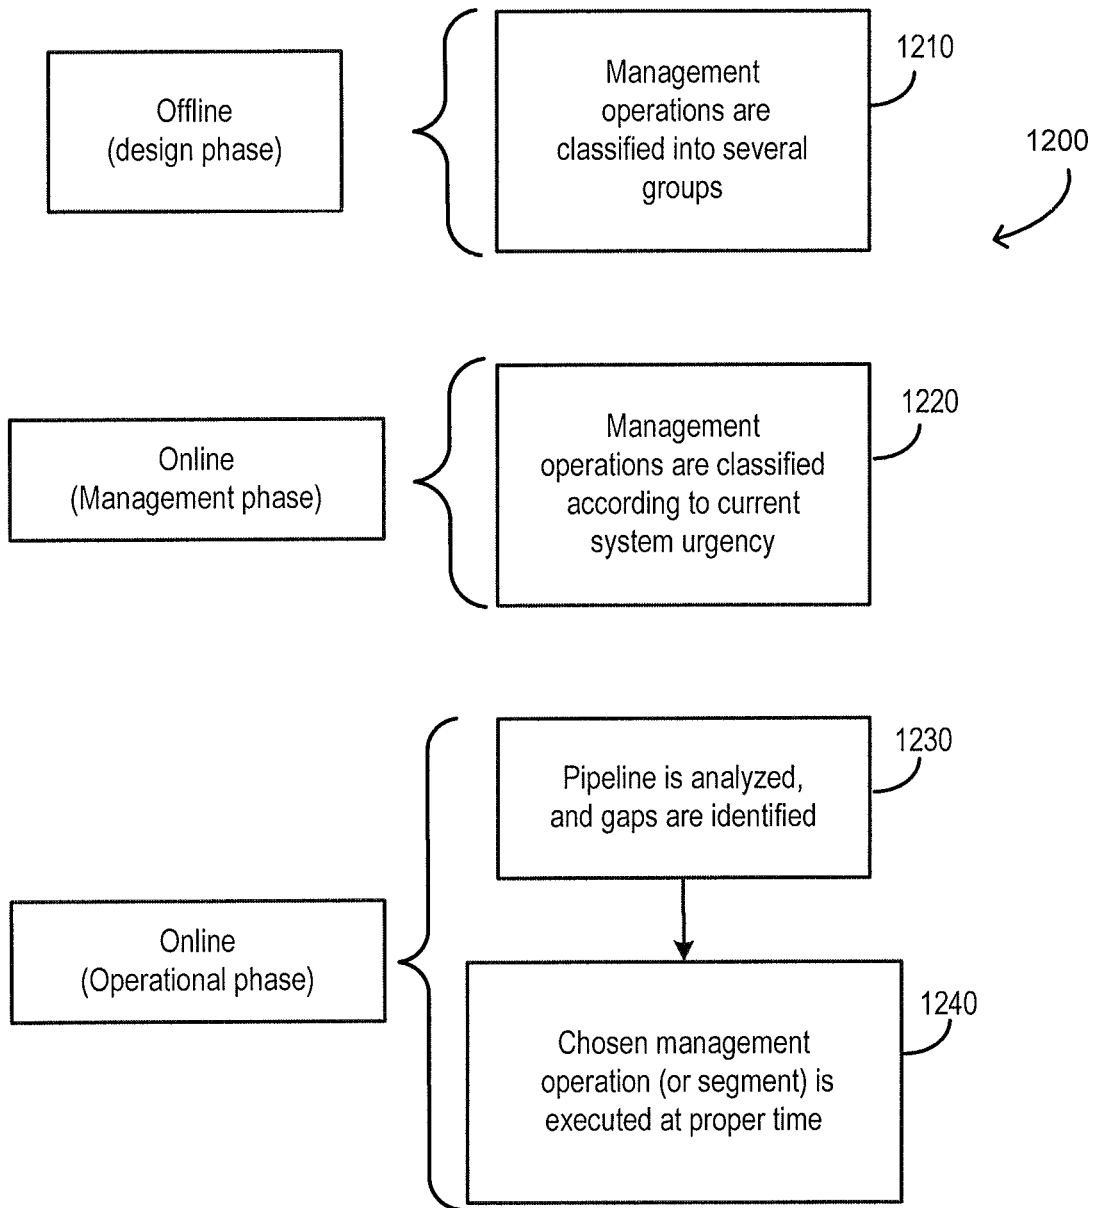 Offline
(design phase)
Management
operations are
classified into several
groups
1210
1200
Online
(Management phase)
Management
operations are classified
according to current
system urgency
1220
Online
(Operational phase)
Pipeline is analyzed,
and gaps are identified
1230
Chosen management
operation (or segment) is
executed at proper time
1240